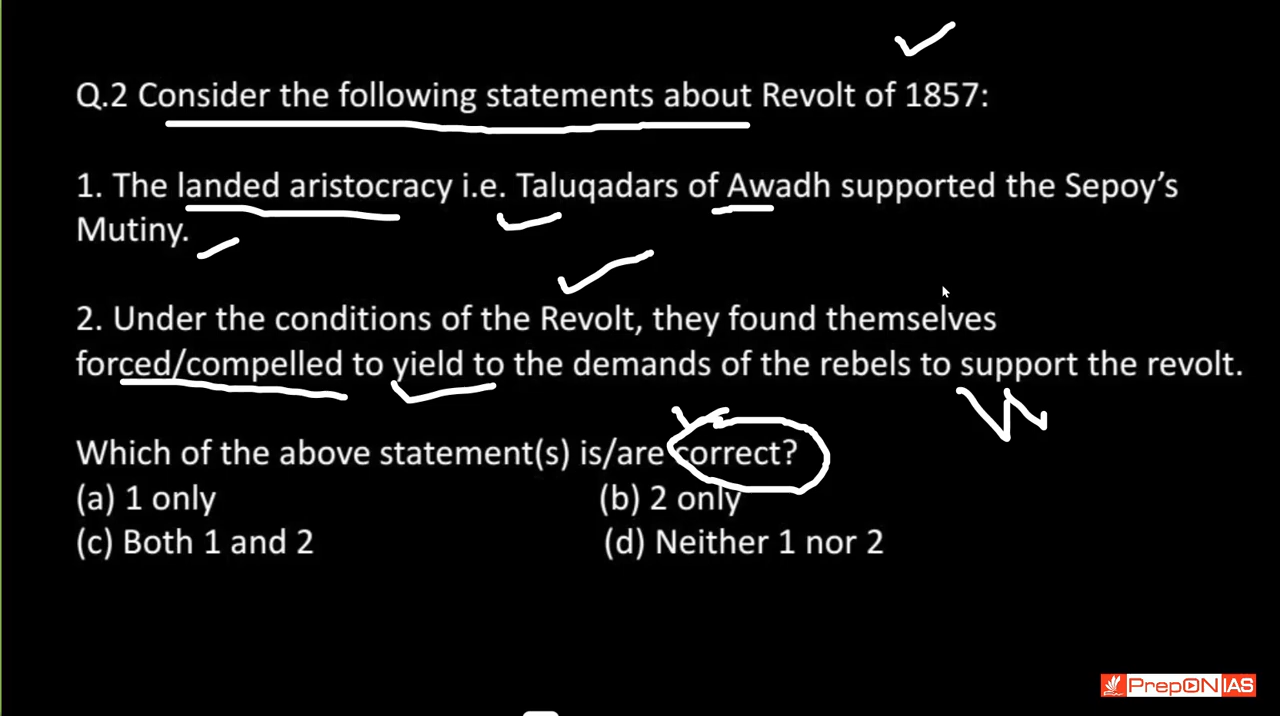 Q.2 Consider the following statements about Revolt of 1857:
1. The landed aristocracy i.e. Taluqadars of Awadh supported the Sepoy's
Mutiny.
2. Under the conditions of the Revolt, they found themselves
forced/compelled to yield to the demands of the rebels to support the revolt.
Which of the above statement(s) is/are correct?
(a) 1 only (b) 2 only
(c) Both 1 and 2 (d) Neither 1 nor 2
PrepON IAS